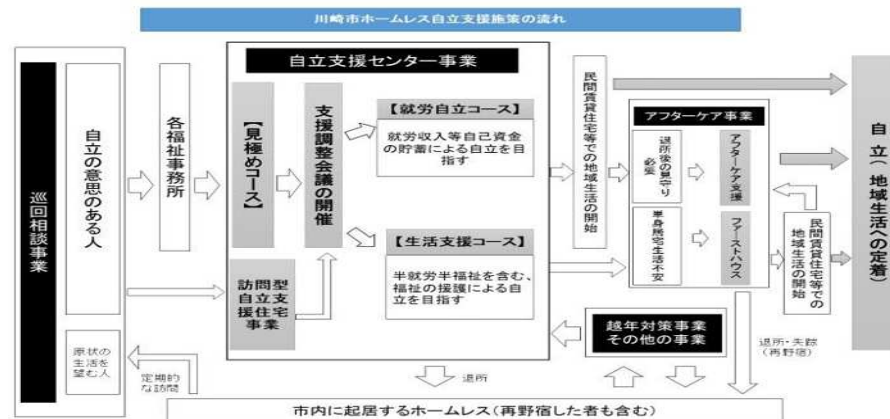 川崎市ホームレス自立支援施策の流れ
巡回相談事業
自立の意思のある人
原状の
生活を
望む人
定期的
な訪問
各福祉事務所
自立支援センター事業
【見極めコース】
支援調整会議の開催
【就労自立コース】
就労収入等自己資金
の貯蓄による自立を目
指す
【生活支援コース】
半就労半福祉を含む、
福祉の援護による自
立を目指す
訪問型
自立支
援住宅
事業
退所
民間賃貸住宅等での
地域生活の開始
アフターケア事業
退所後の見守り
必要
アフターケア支援
単身居宅生活不安
ファーストハウス
民間賃貸住宅等での
地域生活の開始
自立(地域生活への定着)
越年対策事業
その他の事業
退所・失踪
(再野宿)
市内に起居するホームレス(再野宿した者も含む)